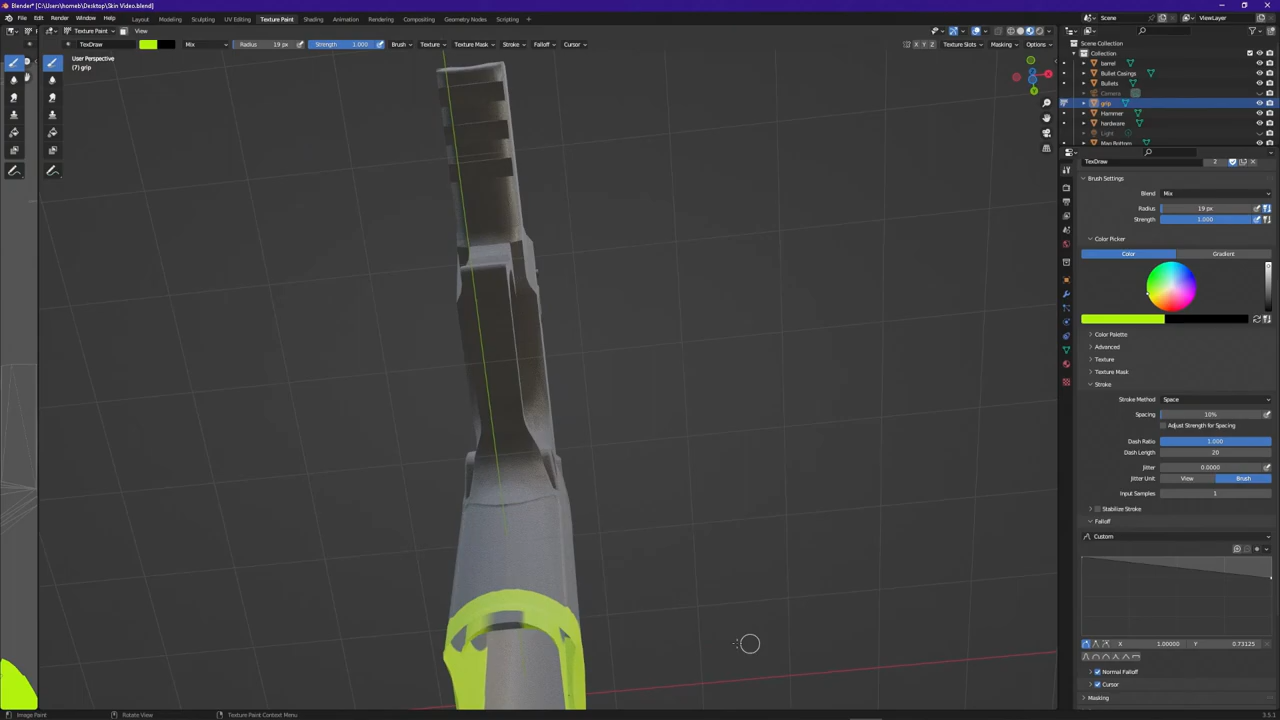 Blender* [C:\Users\homeb\Desktop\Skin Video.blend]
File Edit Render Window Help Layout Modeling Sculpting UV Editing Texture Paint Shading Animation Rendering Compositing Geometry Nodes Scripting Scene ViewLayer
Texture Paint View
TexDraw Mix Radius 19 px Strength 1.000 Brush Texture Texture Mask Stroke Falloff Cursor X Y Z Texture Slots Masking Options
User Perspective
(7) grip
Scene Collection
Collection
barrel
Bullet Casings
Bullets
Camera
grip
Hammer
hardware
Light
Mag Bottom
TexDraw 2
Brush Settings
Blend Mix
Radius 19 px
Strength 1.000
Color Picker
Color Gradient
Color Palette
Advanced
Texture
Texture Mask
Stroke
Stroke Method Space
Spacing 10%
Adjust Strength for Spacing
Dash Ratio 1.000
Dash Length 20
Jitter 0.0000
Jitter Unit View Brush
Input Samples 1
Stabilize Stroke
Falloff
Custom
X 1.00000 Y 0.73125
Normal Falloff
Cursor
Masking
Image Paint Rotate View Texture Paint Context Menu 3.5.1